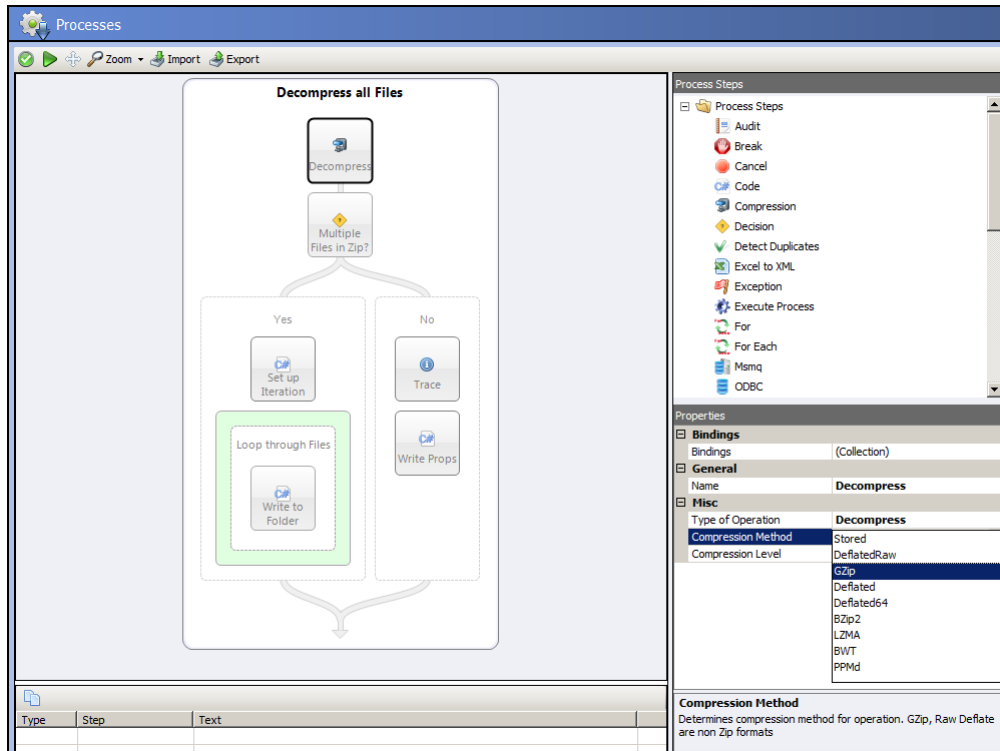 Processes
Zoom Import Export
Decompress all Files
Decompress
Multiple
Files in Zip?
Yes
No
Set up
Iteration
Trace
Loop through Files
Write to
Folder
Write Props
Process Steps
Process Steps
Audit
Break
Cancel
C# Code
Compression
Decision
Detect Duplicates
Excel to XML
Exception
Execute Process
For
For Each
Msmq
ODBC
Properties
Bindings
Bindings (Collection)
General
Name Decompress
Misc
Type of Operation Decompress
Compression Method
Compression Level
Stored
DeflatedRaw
GZip
Deflated
Deflated64
BZip2
LZMA
BWT
PPMd
Compression Method
Determines compression method for operation. GZip, Raw Deflate
are non Zip formats
Type Step Text